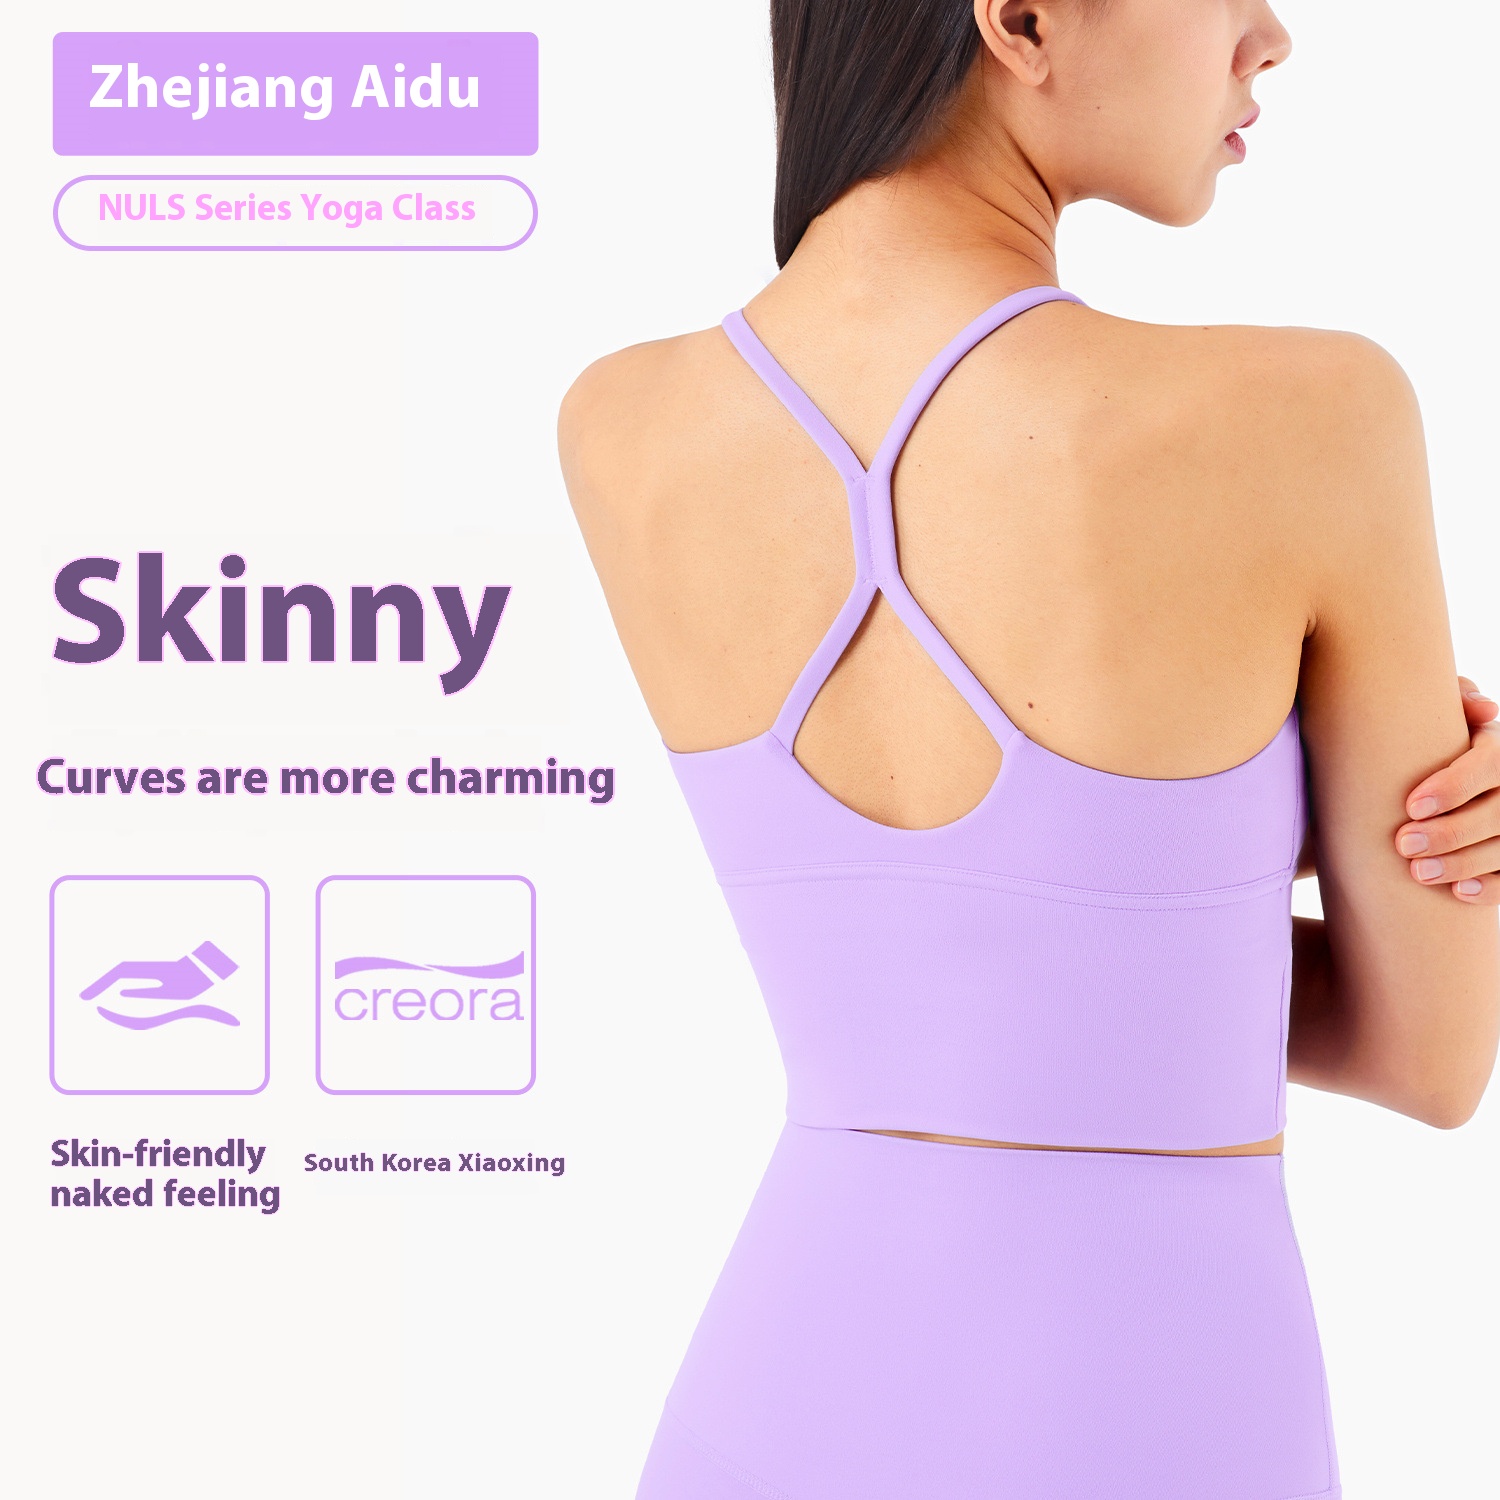 Zhejiang Aidu
NULS Series Yoga Class
Skinny
Curves are more charming
creora
Skin-friendly
naked feeling
South Korea Xiaoxing